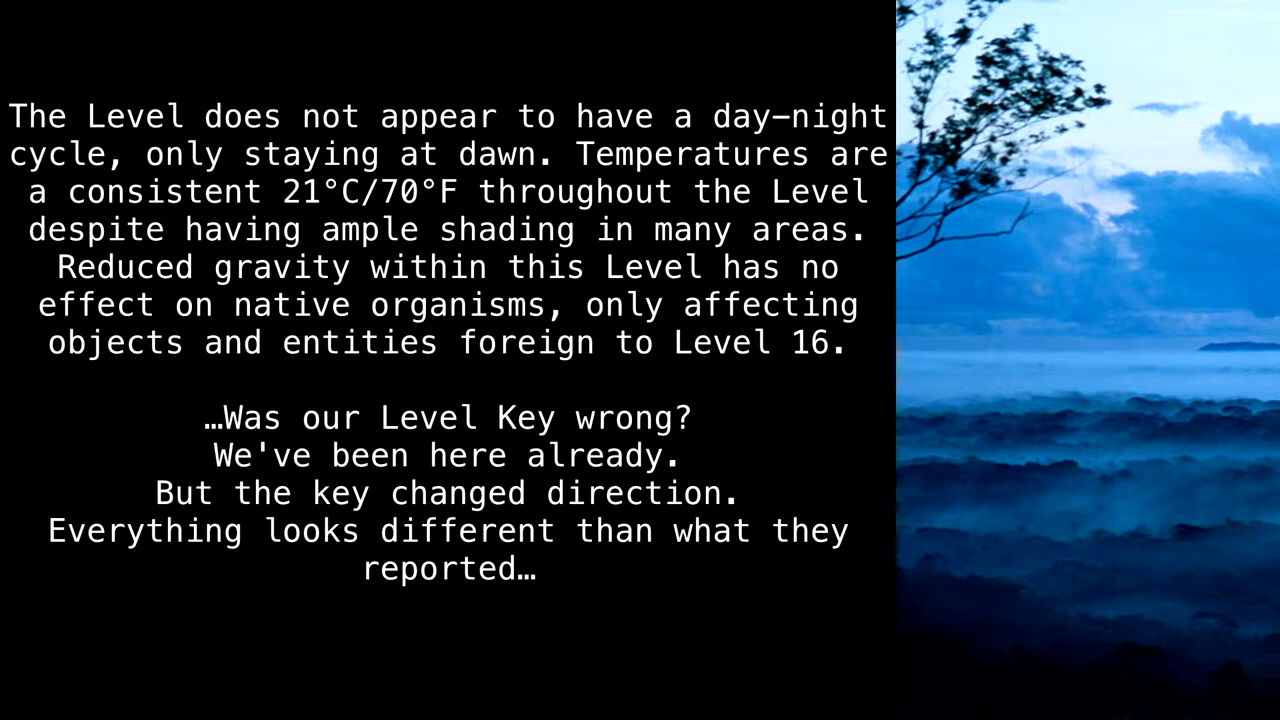 The Level does not appear to have a day–night
cycle, only staying at dawn. Temperatures are
a consistent 21°C/70°F throughout the Level
despite having ample shading in many areas.
Reduced gravity within this Level has no
effect on native organisms, only affecting
objects and entities foreign to Level 16.
…Was our Level Key wrong?
We've been here already.
But the key changed direction.
Everything looks different than what they
reported…